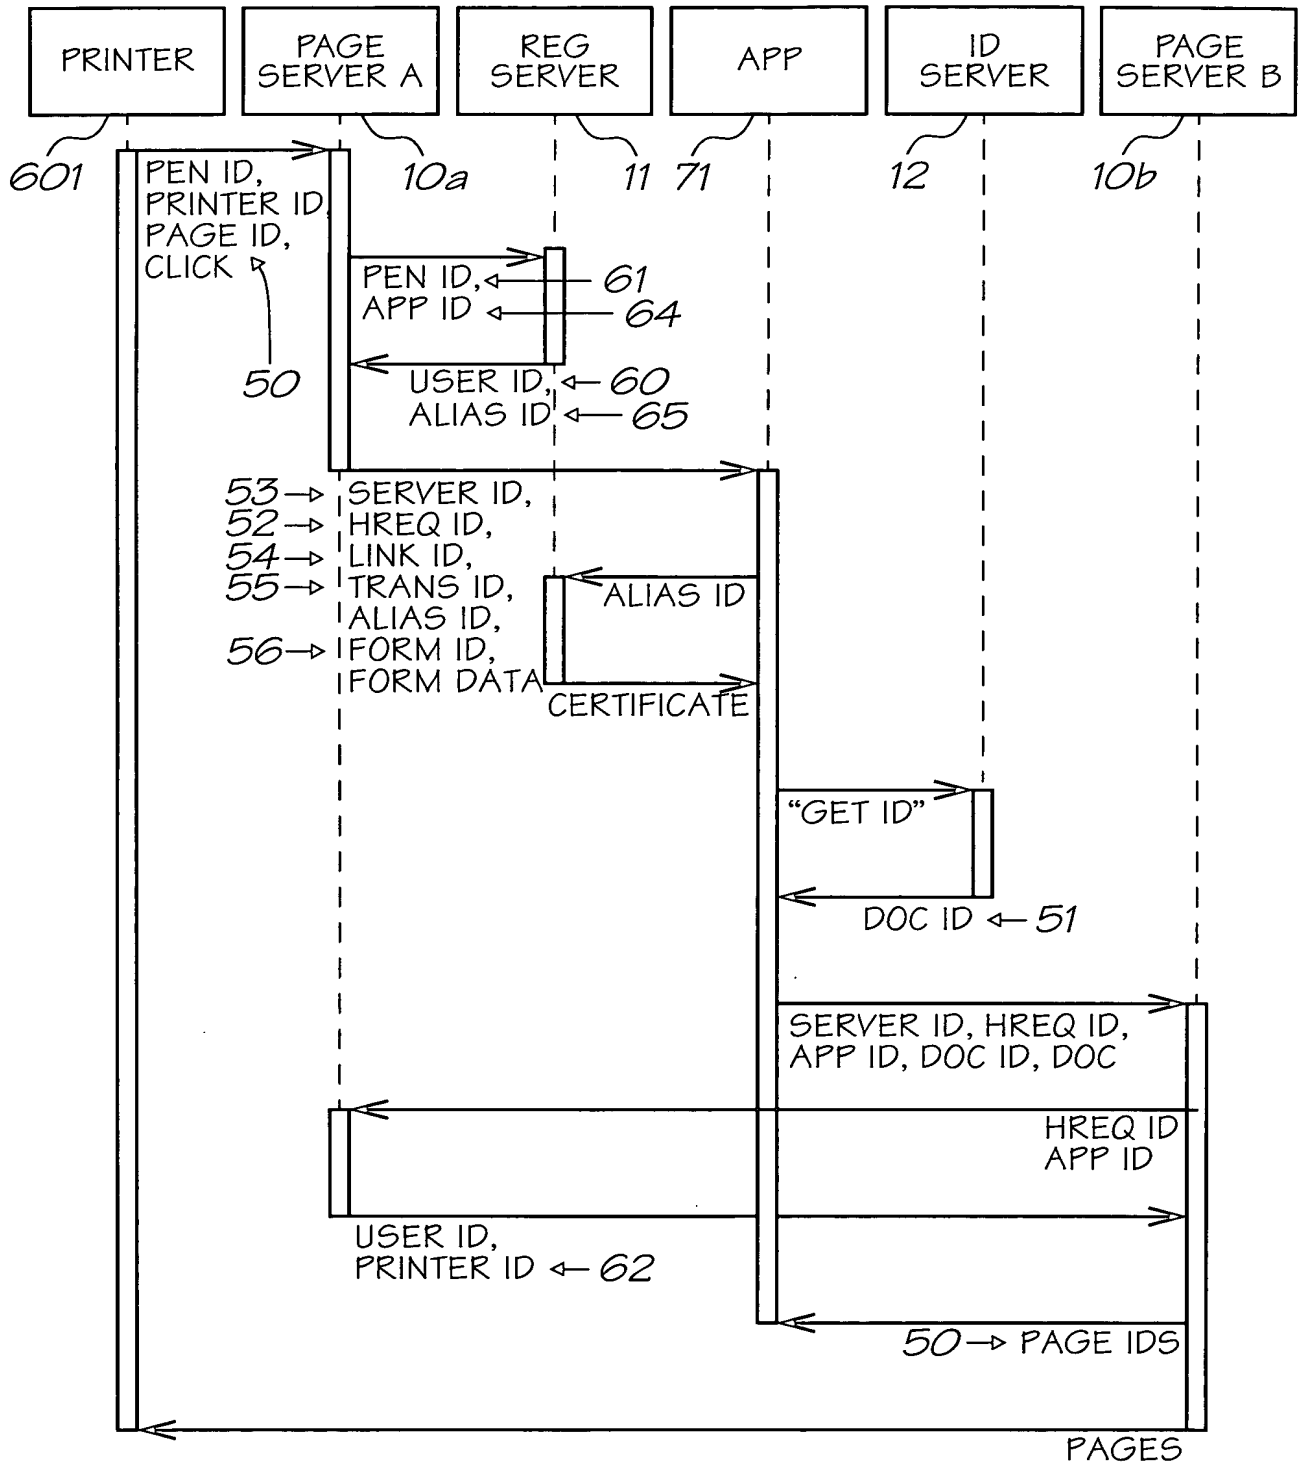 PRINTER
PAGE
SERVER A
REG
SERVER
APP
ID
SERVER
PAGE
SERVER B
601
10a
11
71
12
10b
PEN ID,
PRINTER ID
PAGE ID,
CLICK
50
PEN ID,
61
APP ID
64
USER ID,
60
ALIAS ID
65
53
SERVER ID,
52
HREQ ID,
54
LINK ID,
55
TRANS ID,
ALIAS ID,
56
FORM ID,
FORM DATA
ALIAS ID
CERTIFICATE
“GET ID”
DOC ID
51
SERVER ID, HREQ ID,
APP ID, DOC ID, DOC
HREQ ID
APP ID
USER ID,
PRINTER ID
62
50
PAGE IDS
PAGES